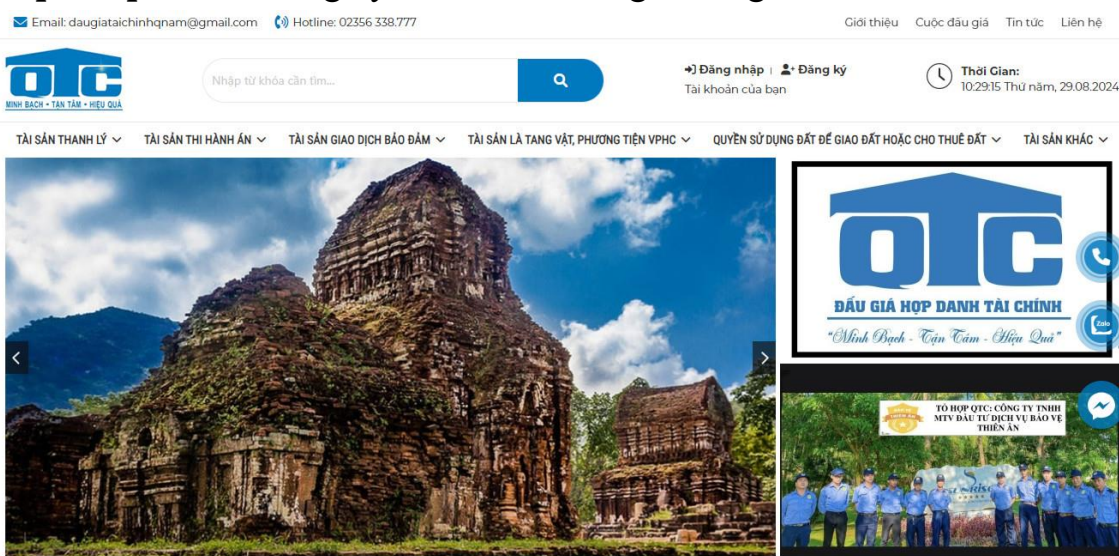 Email: daugiataichinhqnam@gmail.com
Hotline: 02356 338.777
Giới thiệu
Cuộc đấu giá
Tin tức
Liên hệ
QTC
MINH BẠCH - TẬN TÂM - HIỆU QUẢ
Nhập từ khóa cần tìm...
Đăng nhập | Đăng ký
Tài khoản của bạn
Thời Gian:
10:29:15 Thứ năm, 29.08.2024
TÀI SẢN THANH LÝ
TÀI SẢN THI HÀNH ÁN
TÀI SẢN GIAO DỊCH BẢO ĐẢM
TÀI SẢN LÀ TANG VẬT, PHƯƠNG TIỆN VPHC
QUYỀN SỬ DỤNG ĐẤT ĐỂ GIAO ĐẤT HOẶC CHO THUÊ ĐẤT
TÀI SẢN KHÁC
QTC
ĐẤU GIÁ HỢP DANH TÀI CHÍNH
"Minh Bạch - Tận Tâm - Hiệu Quả"
Zalo
TỔ HỢP QTC: CÔNG TY TNHH
MTV ĐẦU TƯ DỊCH VỤ BẢO VỆ
THIÊN ÂN